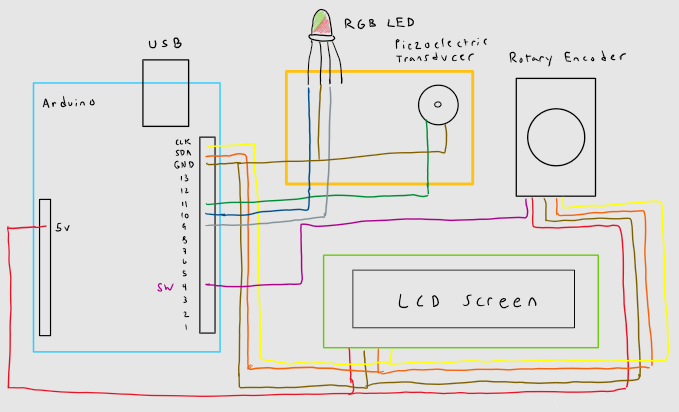 RGB LED
USB
Piezoelectric
Transducer
Rotary Encoder
Arduino
CLK
SDA
GND
13
12
11
10
9
8
7
6
5
SW 4
3
2
1
5v
LCD Screen